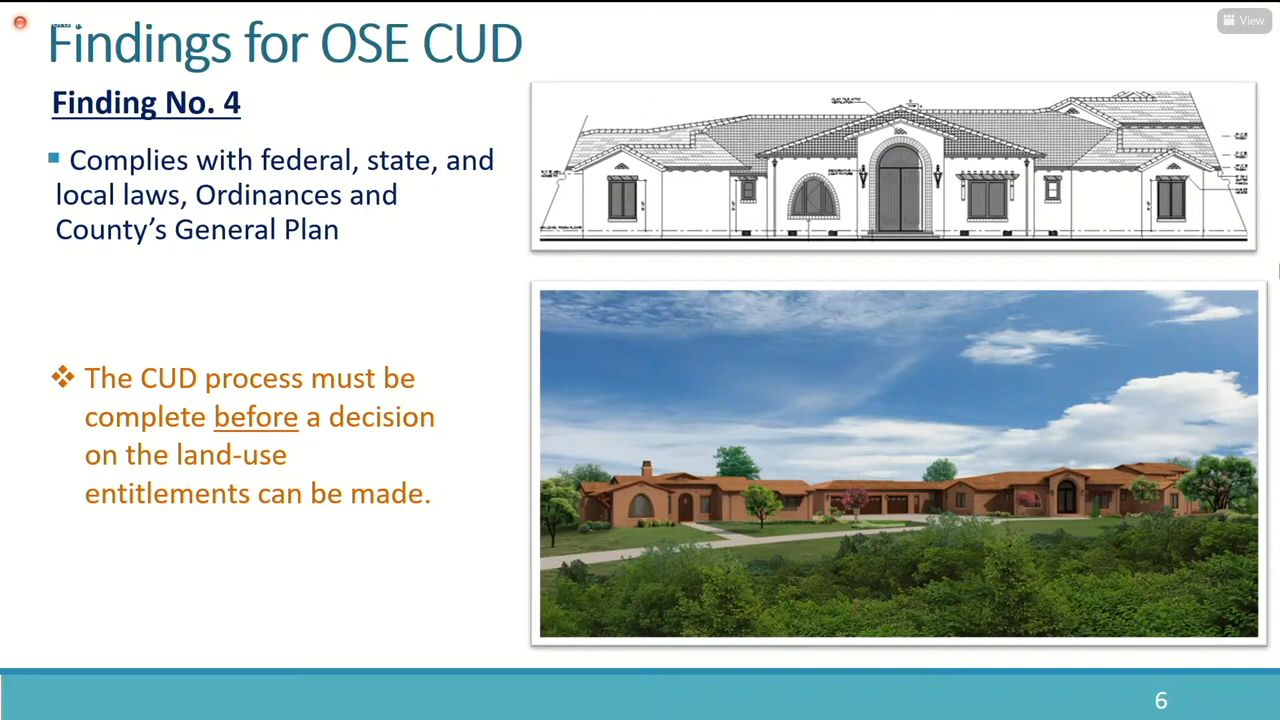 Findings for OSE CUD
View
Finding No. 4
Complies with federal, state, and
local laws, Ordinances and
County's General Plan
The CUD process must be
complete before a decision
on the land-use
entitlements can be made.
6